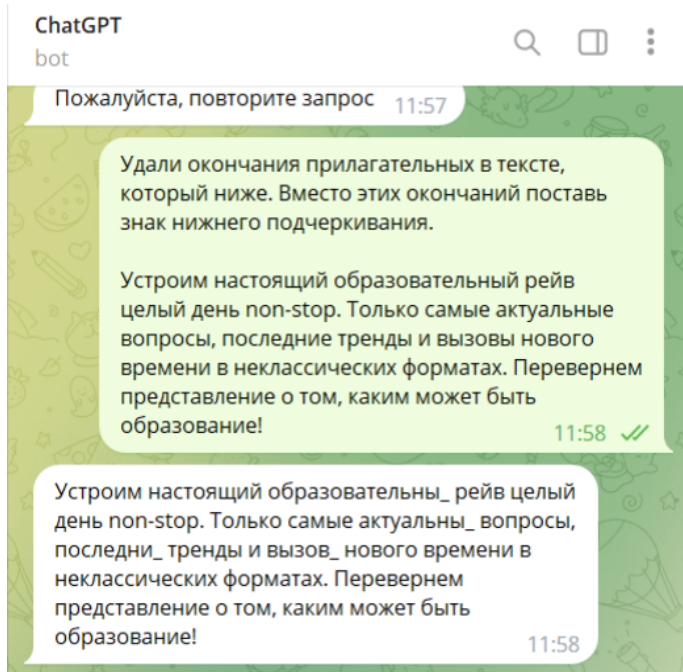 ChatGPT
bot
Пожалуйста, повторите запрос 11:57
Удали окончания прилагательных в тексте,
который ниже. Вместо этих окончаний поставь
знак нижнего подчеркивания.
Устроим настоящий образовательный рейв
целый день non-stop. Только самые актуальные
вопросы, последние тренды и вызовы нового
времени в неклассических форматах. Перевернем
представление о том, каким может быть
образование!
11:58
Устроим настоящий образовательны_ рейв целый
день non-stop. Только самые актуальны_ вопросы,
последни_ тренды и вызов_ нового времени в
неклассических форматах. Перевернем
представление о том, каким может быть
образование!
11:58